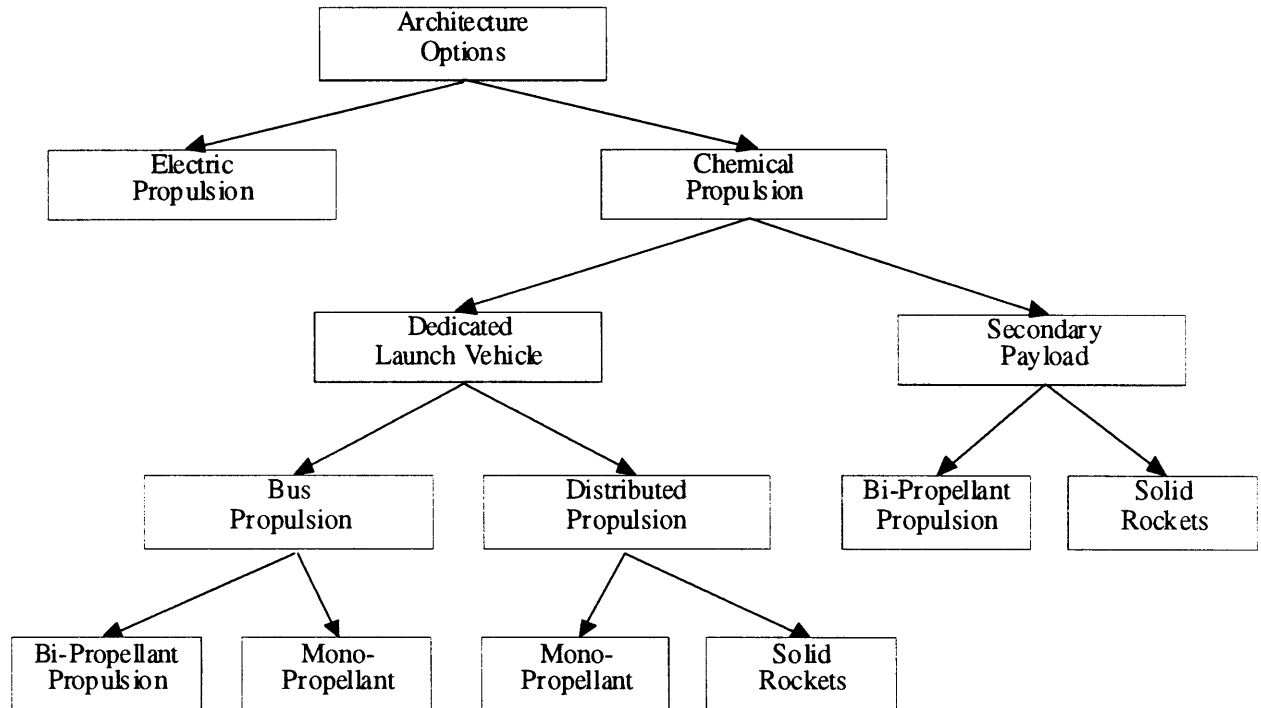 Architecture
Options
Electric
Propulsion
Chemical
Propulsion
Dedicated
Launch Vehicle
Secondary
Payload
Bus
Propulsion
Distributed
Propulsion
Bi-Propellant
Propulsion
Solid
Rockets
Bi-Propellant
Propulsion
Mono-
Propellant
Mono-
Propellant
Solid
Rockets